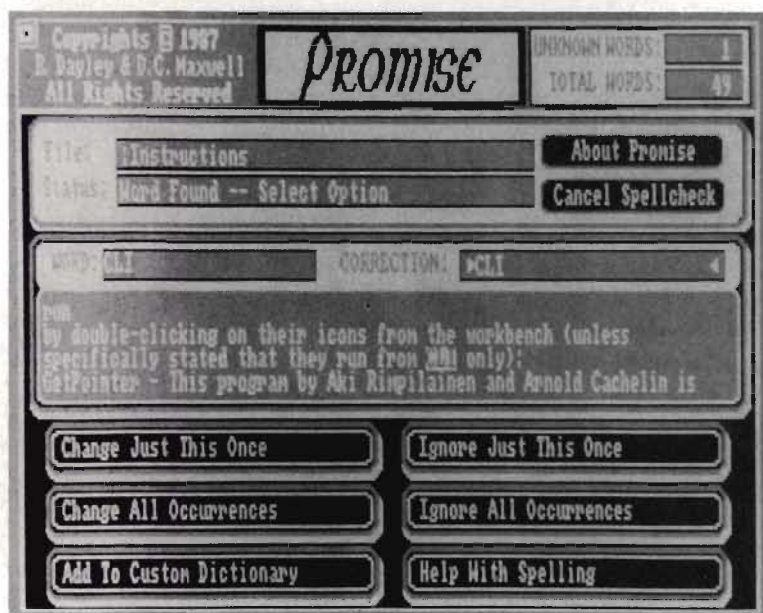 Copyrights © 1987
D. Dayley & D.C. Maxwell
All Rights Reserved
PROMISE
UNKNOWN WORDS: 1
TOTAL WORDS: 49
File: :Instructions
Status: Word Found -- Select Option
About Promise
Cancel Spellcheck
WORD: CLI
CORRECTION: CLI
run
by double-clicking on their icons from the workbench (unless
specifically stated that they run from CLI only):
GetPointer - This program by Aki Rimpilainen and Arnold Cachelin is
Change Just This Once
Ignore Just This Once
Change All Occurrences
Ignore All Occurrences
Add To Custom Dictionary
Help With Spelling